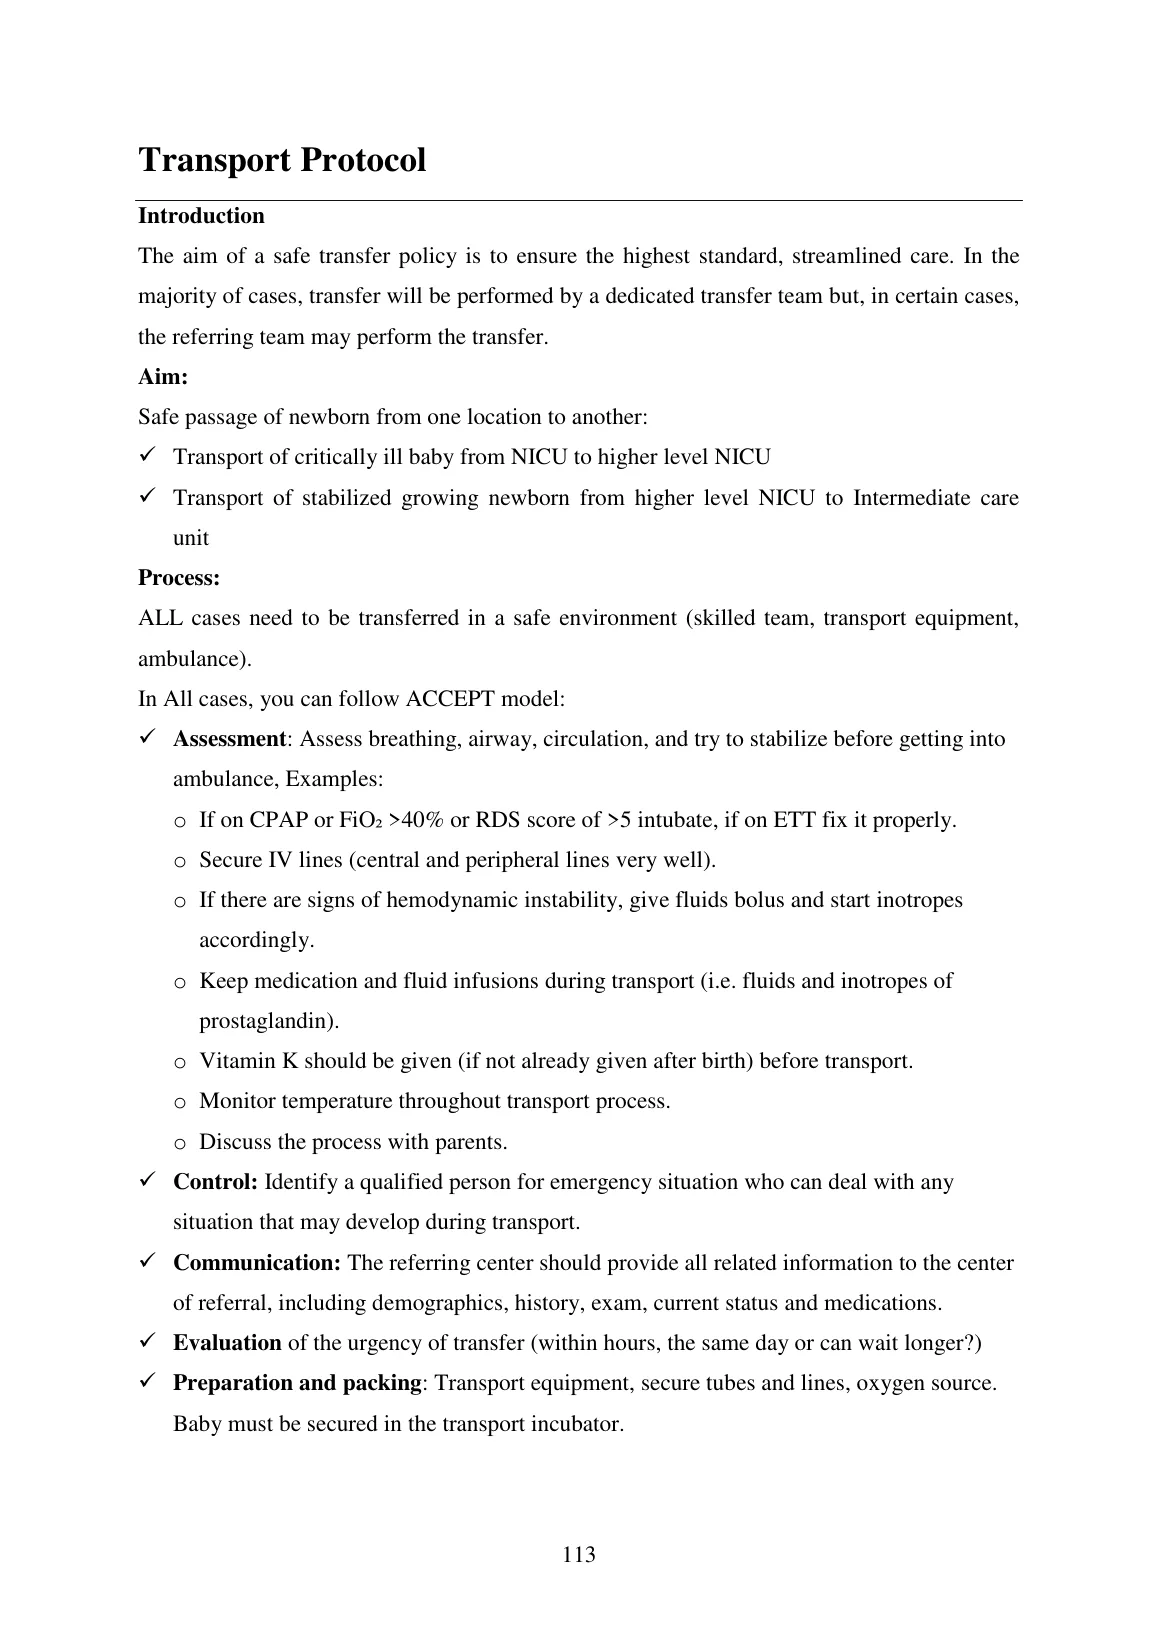 Transport Protocol
Introduction
The aim of a safe transfer policy is to ensure the highest standard, streamlined care. In the
majority of cases, transfer will be performed by a dedicated transfer team but, in certain cases,
the referring team may perform the transfer.
Aim:
Safe passage of newborn from one location to another:
✓ Transport of critically ill baby from NICU to higher level NICU
✓ Transport of stabilized growing newborn from higher level NICU to Intermediate care
unit
Process:
ALL cases need to be transferred in a safe environment (skilled team, transport equipment,
ambulance).
In All cases, you can follow ACCEPT model:
✓ Assessment: Assess breathing, airway, circulation, and try to stabilize before getting into
ambulance, Examples:
o If on CPAP or FiO₂ >40% or RDS score of >5 intubate, if on ETT fix it properly.
o Secure IV lines (central and peripheral lines very well).
o If there are signs of hemodynamic instability, give fluids bolus and start inotropes
accordingly.
o Keep medication and fluid infusions during transport (i.e. fluids and inotropes of
prostaglandin).
o Vitamin K should be given (if not already given after birth) before transport.
o Monitor temperature throughout transport process.
o Discuss the process with parents.
✓ Control: Identify a qualified person for emergency situation who can deal with any
situation that may develop during transport.
✓ Communication: The referring center should provide all related information to the center
of referral, including demographics, history, exam, current status and medications.
✓ Evaluation of the urgency of transfer (within hours, the same day or can wait longer?)
✓ Preparation and packing: Transport equipment, secure tubes and lines, oxygen source.
Baby must be secured in the transport incubator.
113